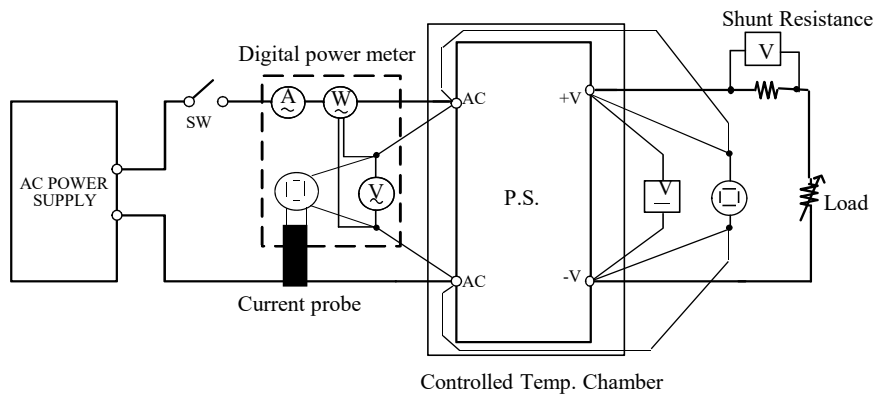 Shunt Resistance
V
Digital power meter
A
W
AC
+V
SW
AC POWER
SUPPLY
V
P.S.
V
Load
AC
-V
Current probe
Controlled Temp. Chamber